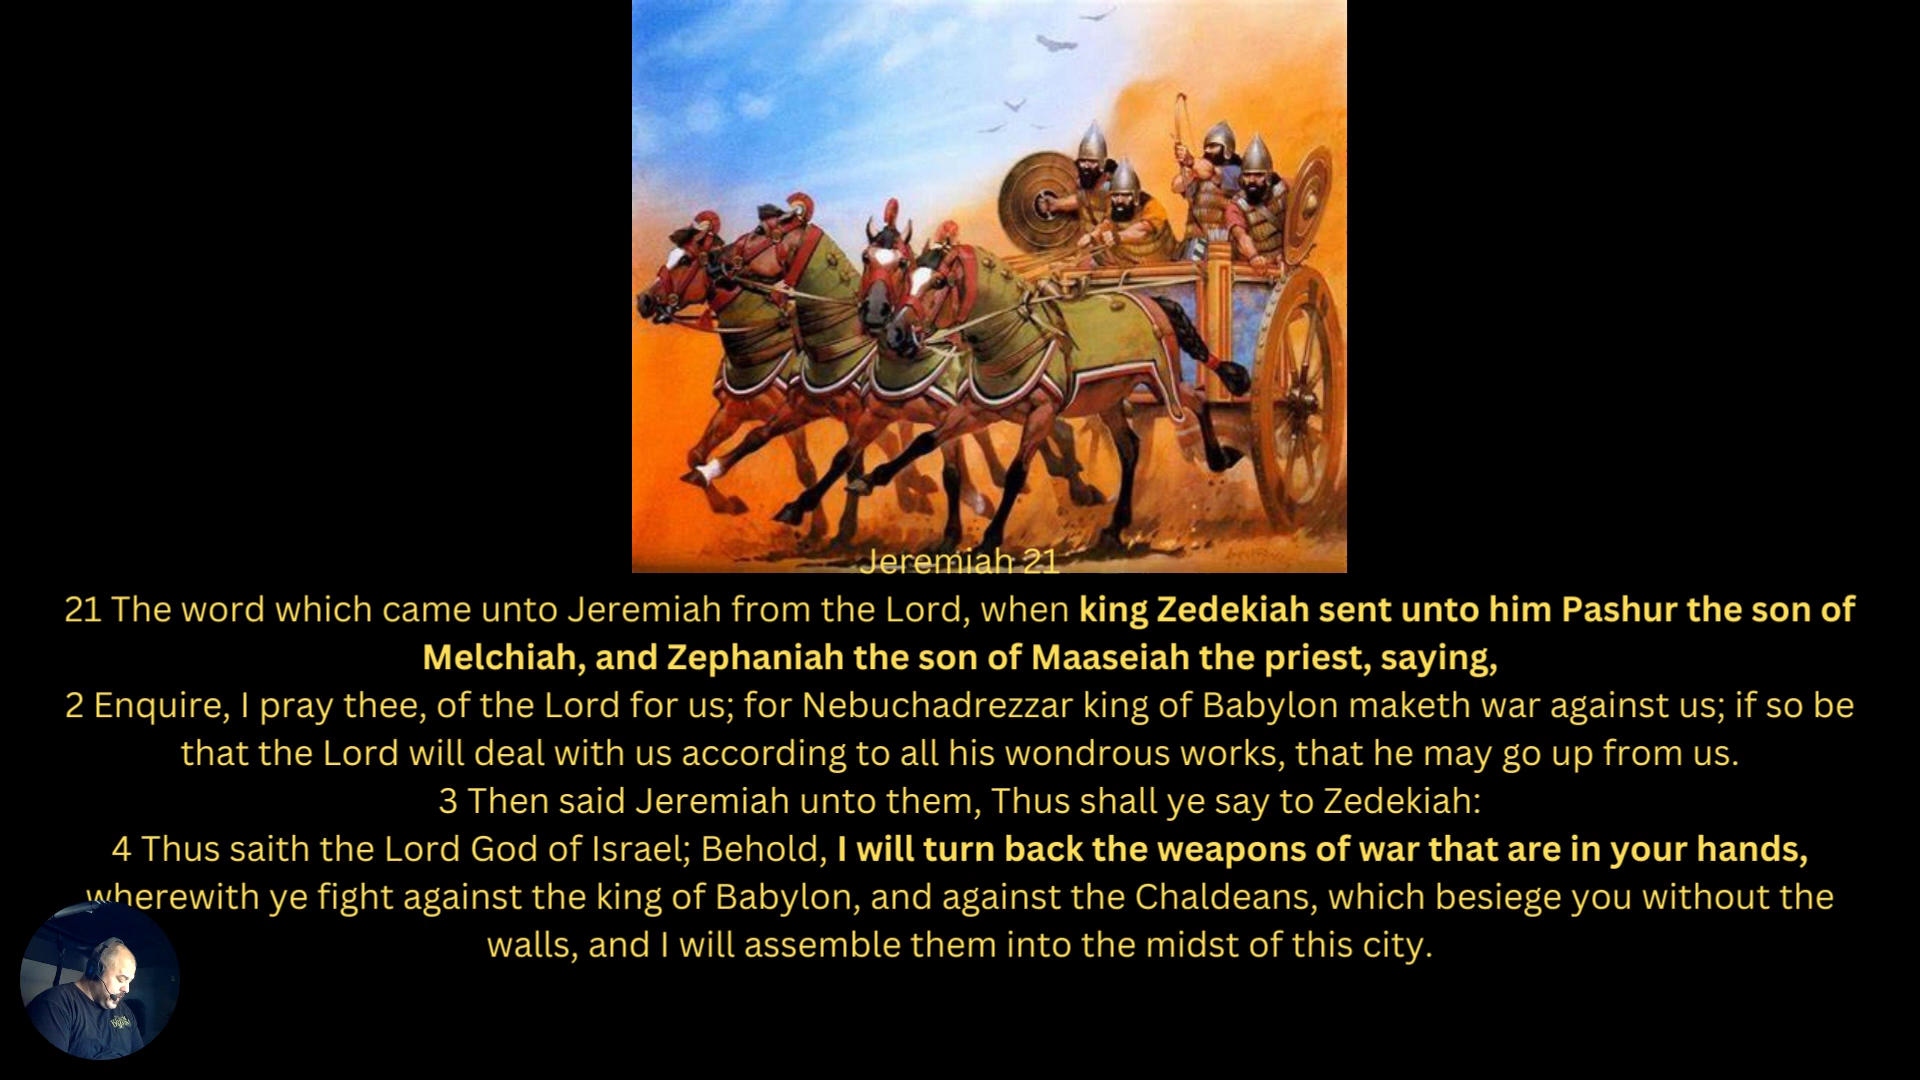 Jeremiah 21
21 The word which came unto Jeremiah from the Lord, when king Zedekiah sent unto him Pashur the son of
Melchiah, and Zephaniah the son of Maaseiah the priest, saying,
2 Enquire, I pray thee, of the Lord for us; for Nebuchadrezzar king of Babylon maketh war against us; if so be
that the Lord will deal with us according to all his wondrous works, that he may go up from us.
3 Then said Jeremiah unto them, Thus shall ye say to Zedekiah:
4 Thus saith the Lord God of Israel; Behold, I will turn back the weapons of war that are in your hands,
wherewith ye fight against the king of Babylon, and against the Chaldeans, which besiege you without the
walls, and I will assemble them into the midst of this city.